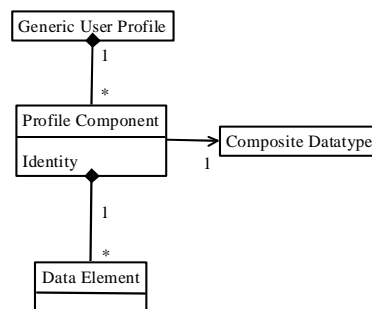 Generic User Profile
1
*
Profile Component
Identity
Composite Datatype
1
1
*
Data Element